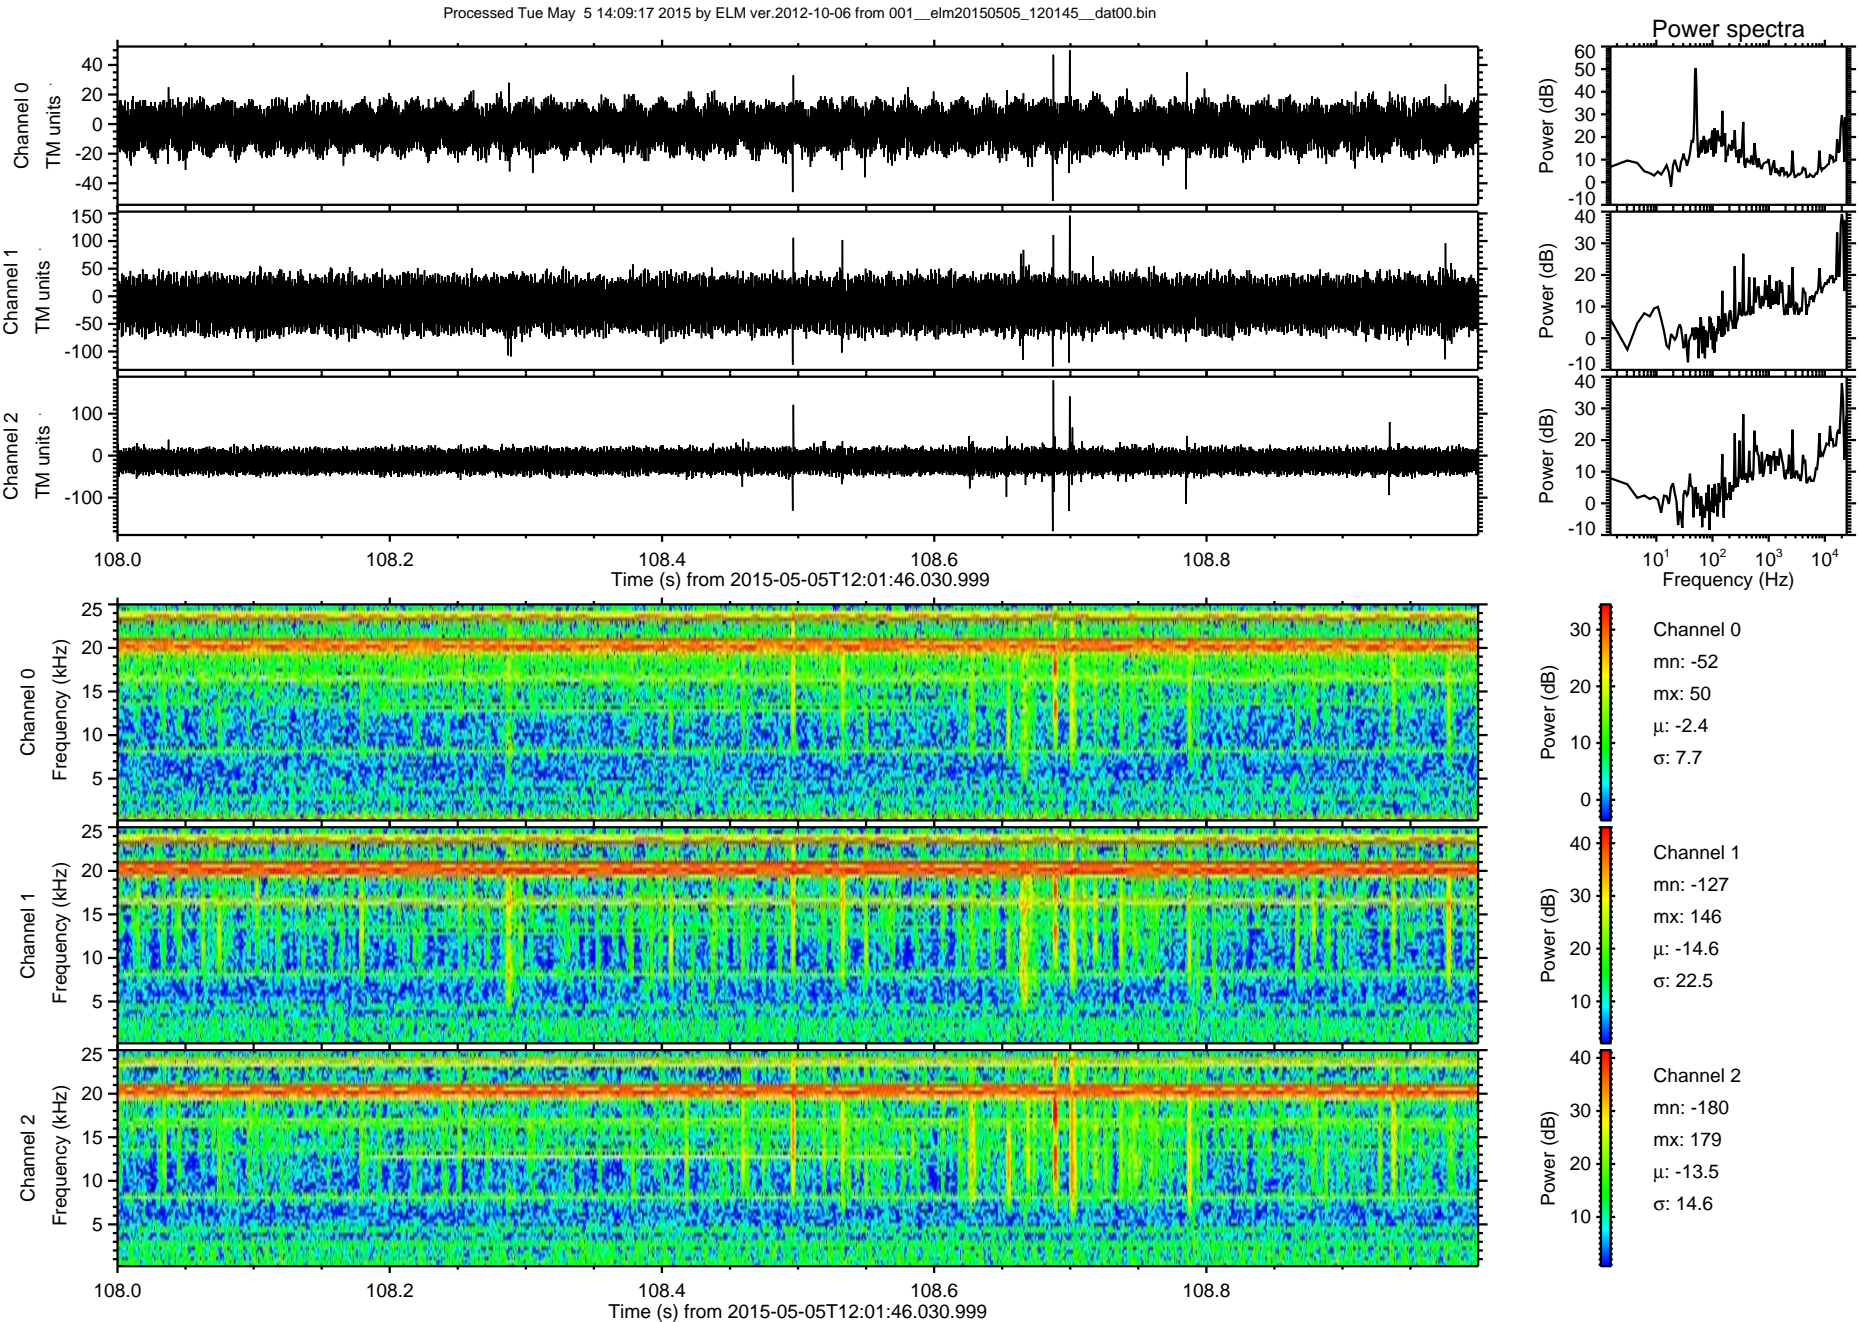 Processed Tue May  5 14:09:17 2015 by ELM ver.2012-10-06 from 001__elm20150505_120145__dat00.bin
Power spectra
Channel 0
TM units
40
20
0
-20
-40
Power (dB)
60
50
40
30
20
10
0
-10
Channel 1
TM units
150
100
50
0
-50
-100
Power (dB)
40
30
20
10
0
-10
Channel 2
TM units
100
0
-100
Power (dB)
40
30
20
10
0
-10
108.0 108.2 108.4 108.6 108.8
Time (s) from 2015-05-05T12:01:46.030.999
10^1 10^2 10^3 10^4
Frequency (Hz)
Channel 0
Frequency (kHz)
25
20
15
10
5
Power (dB)
30
20
10
0
Channel 0
mn: -52
mx: 50
μ: -2.4
σ: 7.7
Channel 1
Frequency (kHz)
25
20
15
10
5
Power (dB)
40
30
20
10
Channel 1
mn: -127
mx: 146
μ: -14.6
σ: 22.5
Channel 2
Frequency (kHz)
25
20
15
10
5
Power (dB)
40
30
20
10
Channel 2
mn: -180
mx: 179
μ: -13.5
σ: 14.6
108.0 108.2 108.4 108.6 108.8
Time (s) from 2015-05-05T12:01:46.030.999